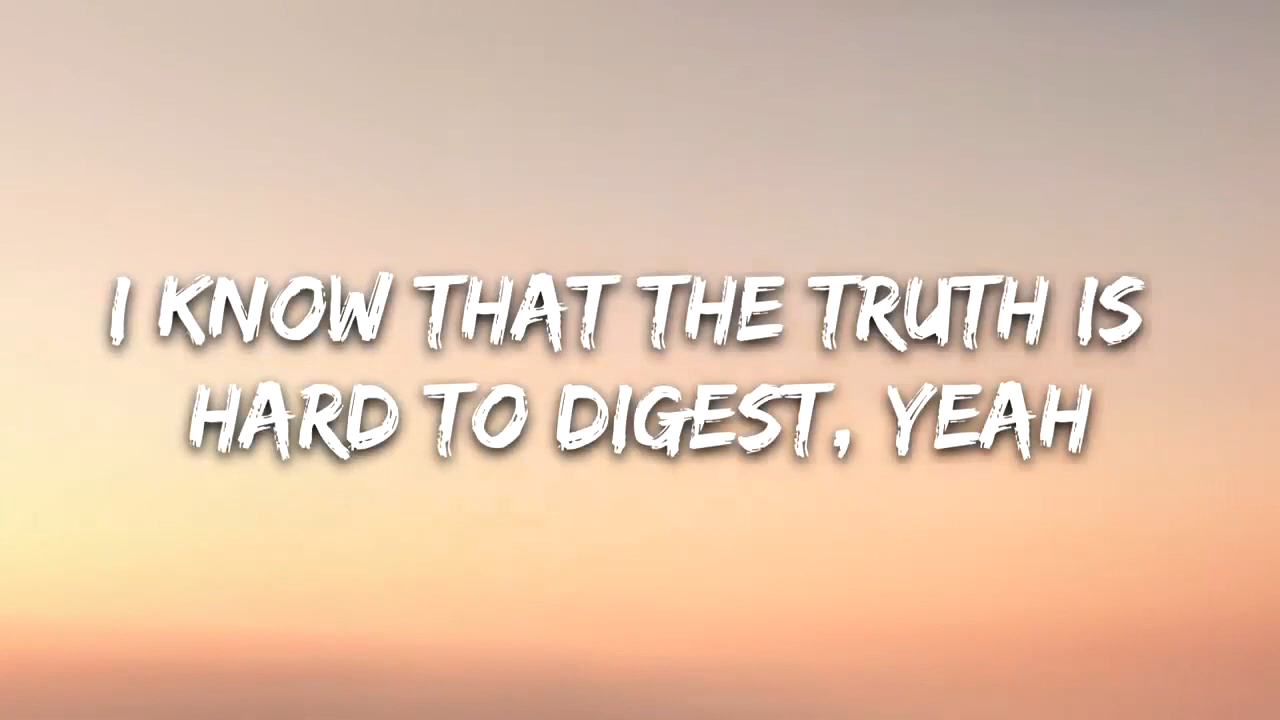 I KNOW THAT THE TRUTH IS
HARD TO DIGEST, YEAH